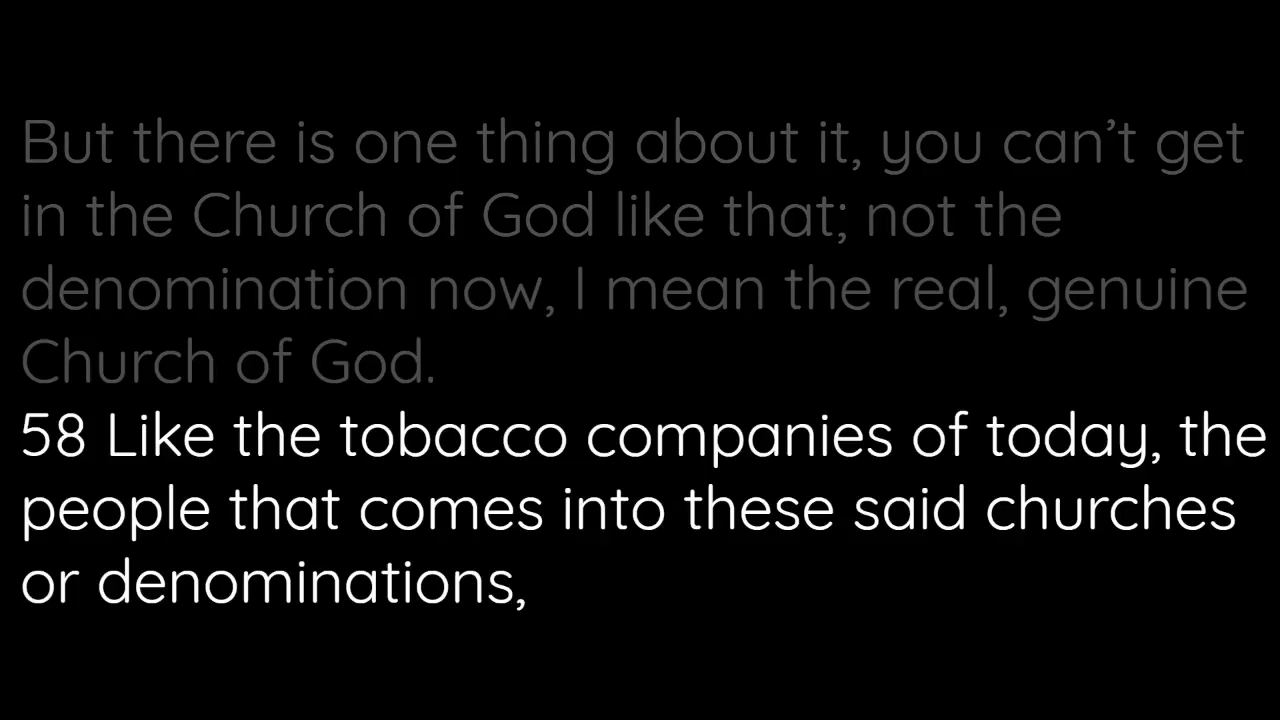 But there is one thing about it, you can’t get
in the Church of God like that; not the
denomination now, I mean the real, genuine
Church of God.
58 Like the tobacco companies of today, the
people that comes into these said churches
or denominations,